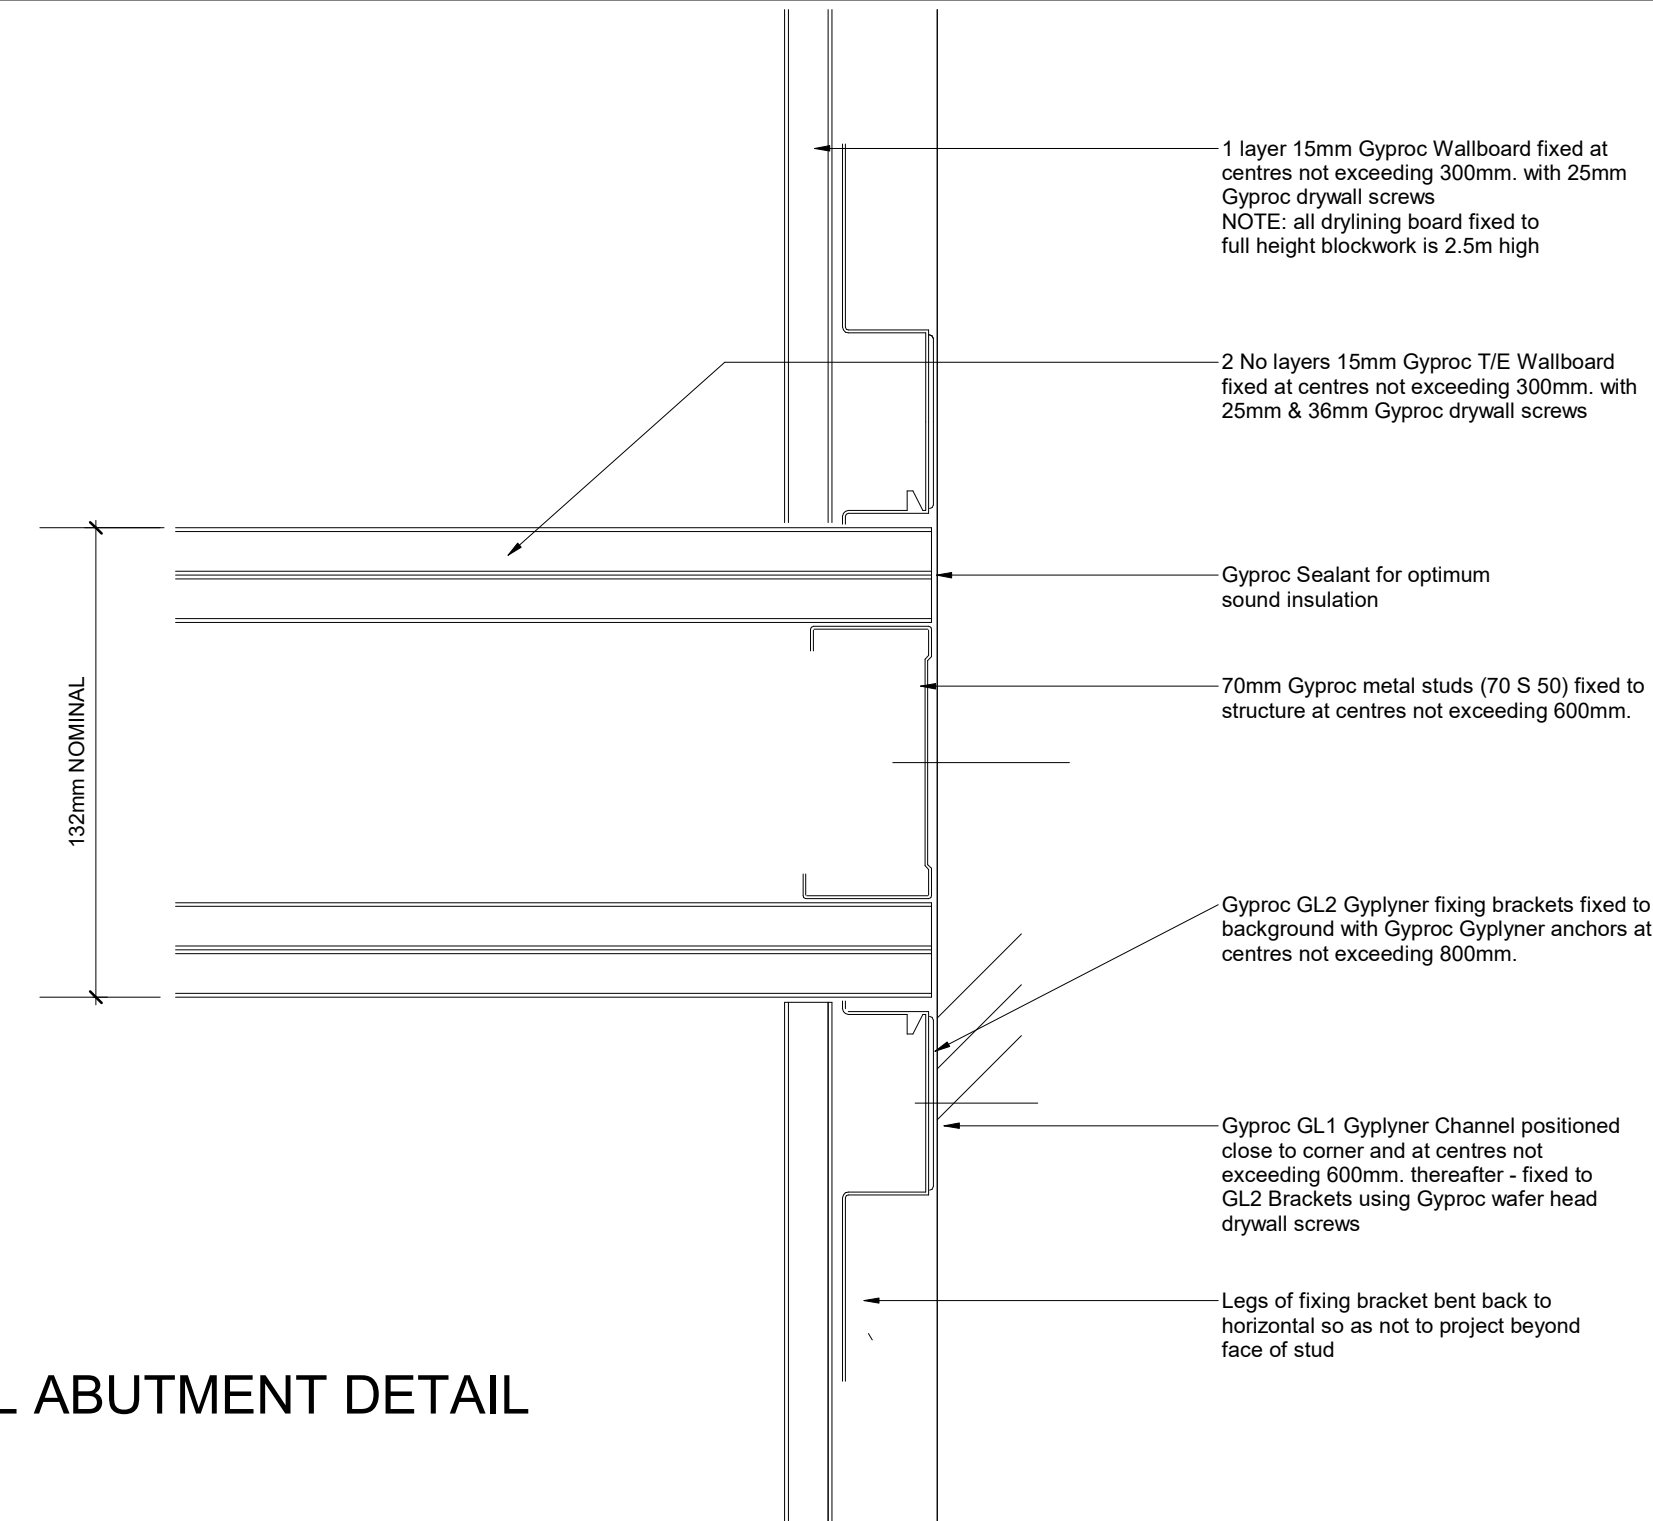 1 layer 15mm Gyproc Wallboard fixed at
centres not exceeding 300mm. with 25mm
Gyproc drywall screws
NOTE: all drylining board fixed to
full height blockwork is 2.5m high
2 No layers 15mm Gyproc T/E Wallboard
fixed at centres not exceeding 300mm. with
25mm & 36mm Gyproc drywall screws
Gyproc Sealant for optimum
sound insulation
70mm Gyproc metal studs (70 S 50) fixed to
structure at centres not exceeding 600mm.
132mm NOMINAL
Gyproc GL2 Gyplyner fixing brackets fixed to
background with Gyproc Gyplyner anchors at
centres not exceeding 800mm.
Gyproc GL1 Gyplyner Channel positioned
close to corner and at centres not
exceeding 600mm. thereafter - fixed to
GL2 Brackets using Gyproc wafer head
drywall screws
Legs of fixing bracket bent back to
horizontal so as not to project beyond
face of stud
L ABUTMENT DETAIL